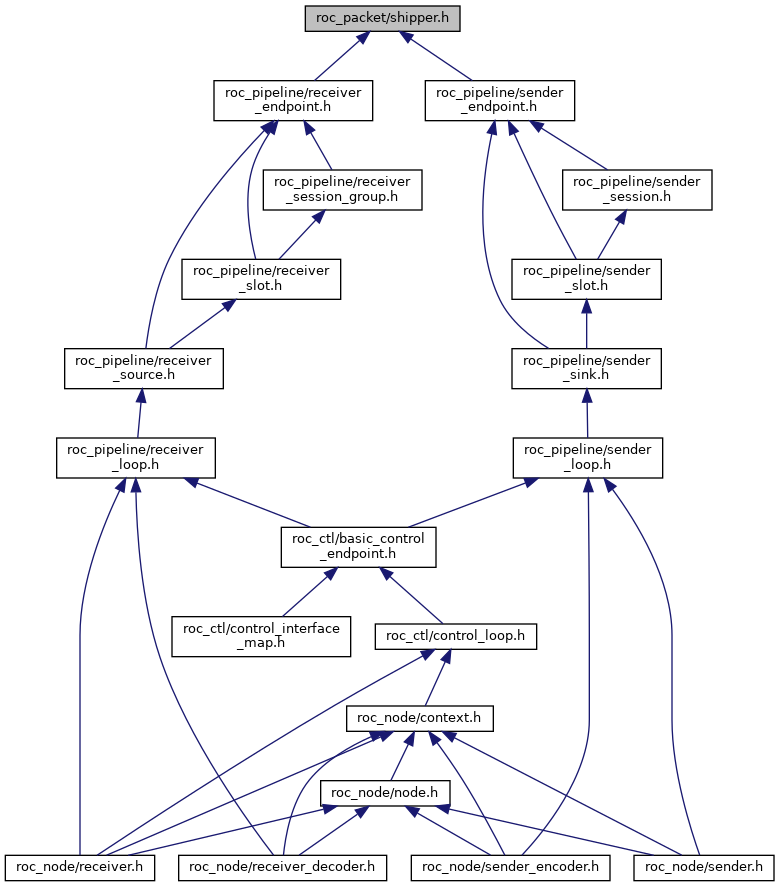 roc_packet/shipper.h
roc_pipeline/receiver
_endpoint.h
roc_pipeline/sender
_endpoint.h
roc_pipeline/receiver
_session_group.h
roc_pipeline/sender
_session.h
roc_pipeline/receiver
_slot.h
roc_pipeline/sender
_slot.h
roc_pipeline/receiver
_source.h
roc_pipeline/sender
_sink.h
roc_pipeline/receiver
_loop.h
roc_pipeline/sender
_loop.h
roc_ctl/basic_control
_endpoint.h
roc_ctl/control_interface
_map.h
roc_ctl/control_loop.h
roc_node/context.h
roc_node/node.h
roc_node/receiver.h
roc_node/receiver_decoder.h
roc_node/sender_encoder.h
roc_node/sender.h